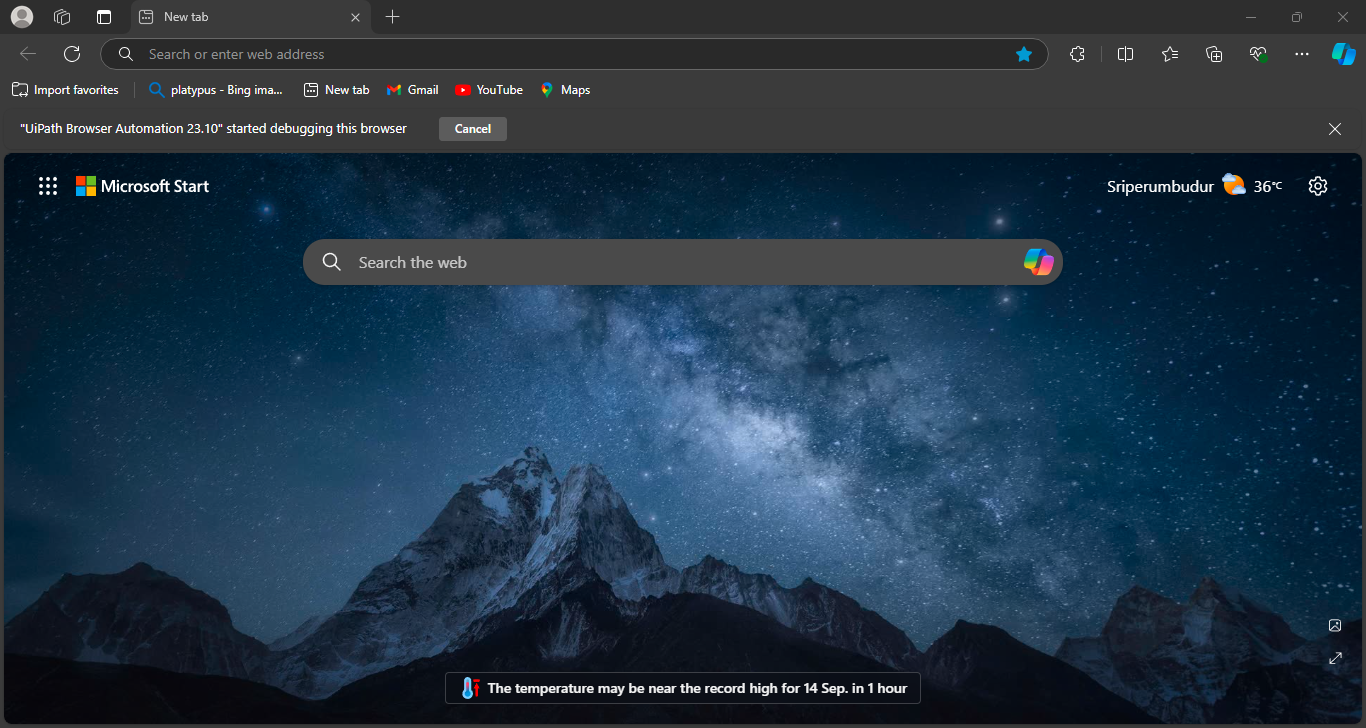 New tab
Search or enter web address
Import favorites
platypus - Bing ima...
New tab
Gmail
YouTube
Maps
"UiPath Browser Automation 23.10" started debugging this browser
Cancel
Microsoft Start
Sriperumbudur 36°C
Search the web
The temperature may be near the record high for 14 Sep. in 1 hour